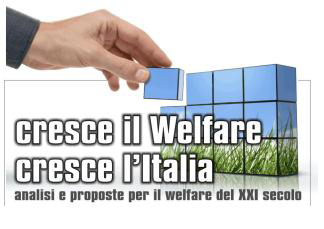 cresce il Welfare
cresce l'Italia
analisi e proposte per il welfare del XXI secolo